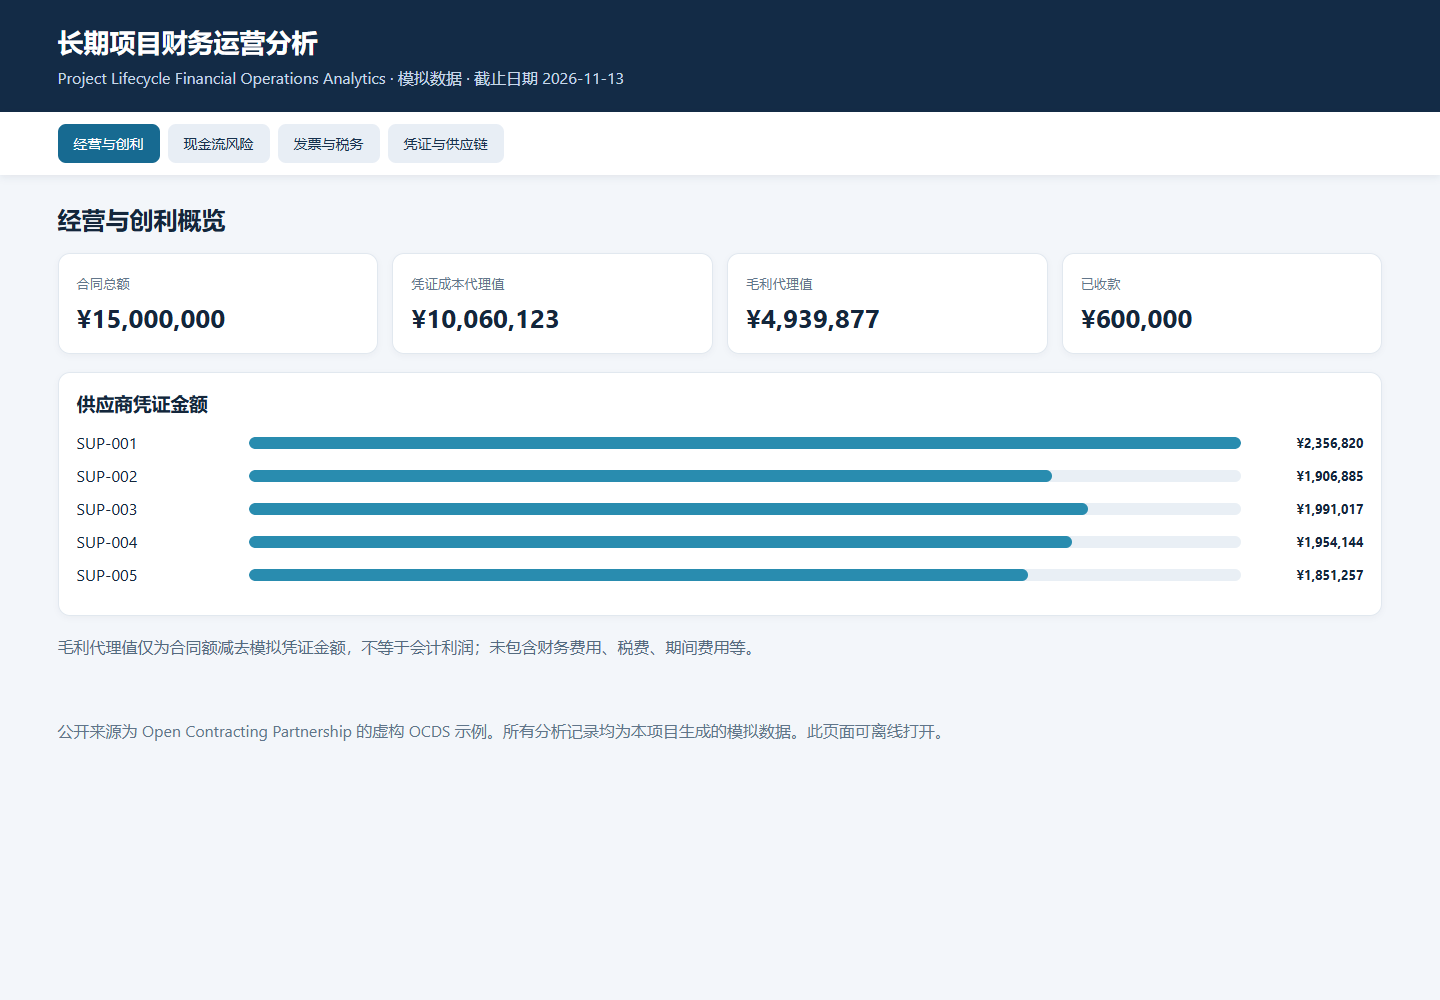 长期项目财务运营分析
Project Lifecycle Financial Operations Analytics · 模拟数据 · 截止日期 2026-11-13
经营与创利
现金流风险
发票与税务
凭证与供应链
经营与创利概览
合同总额
¥15,000,000
凭证成本代理值
¥10,060,123
毛利代理值
¥4,939,877
已收款
¥600,000
供应商凭证金额
SUP-001 ¥2,356,820
SUP-002 ¥1,906,885
SUP-003 ¥1,991,017
SUP-004 ¥1,954,144
SUP-005 ¥1,851,257
毛利代理值仅为合同额减去模拟凭证金额，不等于会计利润；未包含财务费用、税费、期间费用等。
公开来源为 Open Contracting Partnership 的虚构 OCDS 示例。所有分析记录均为本项目生成的模拟数据。此页面可离线打开。